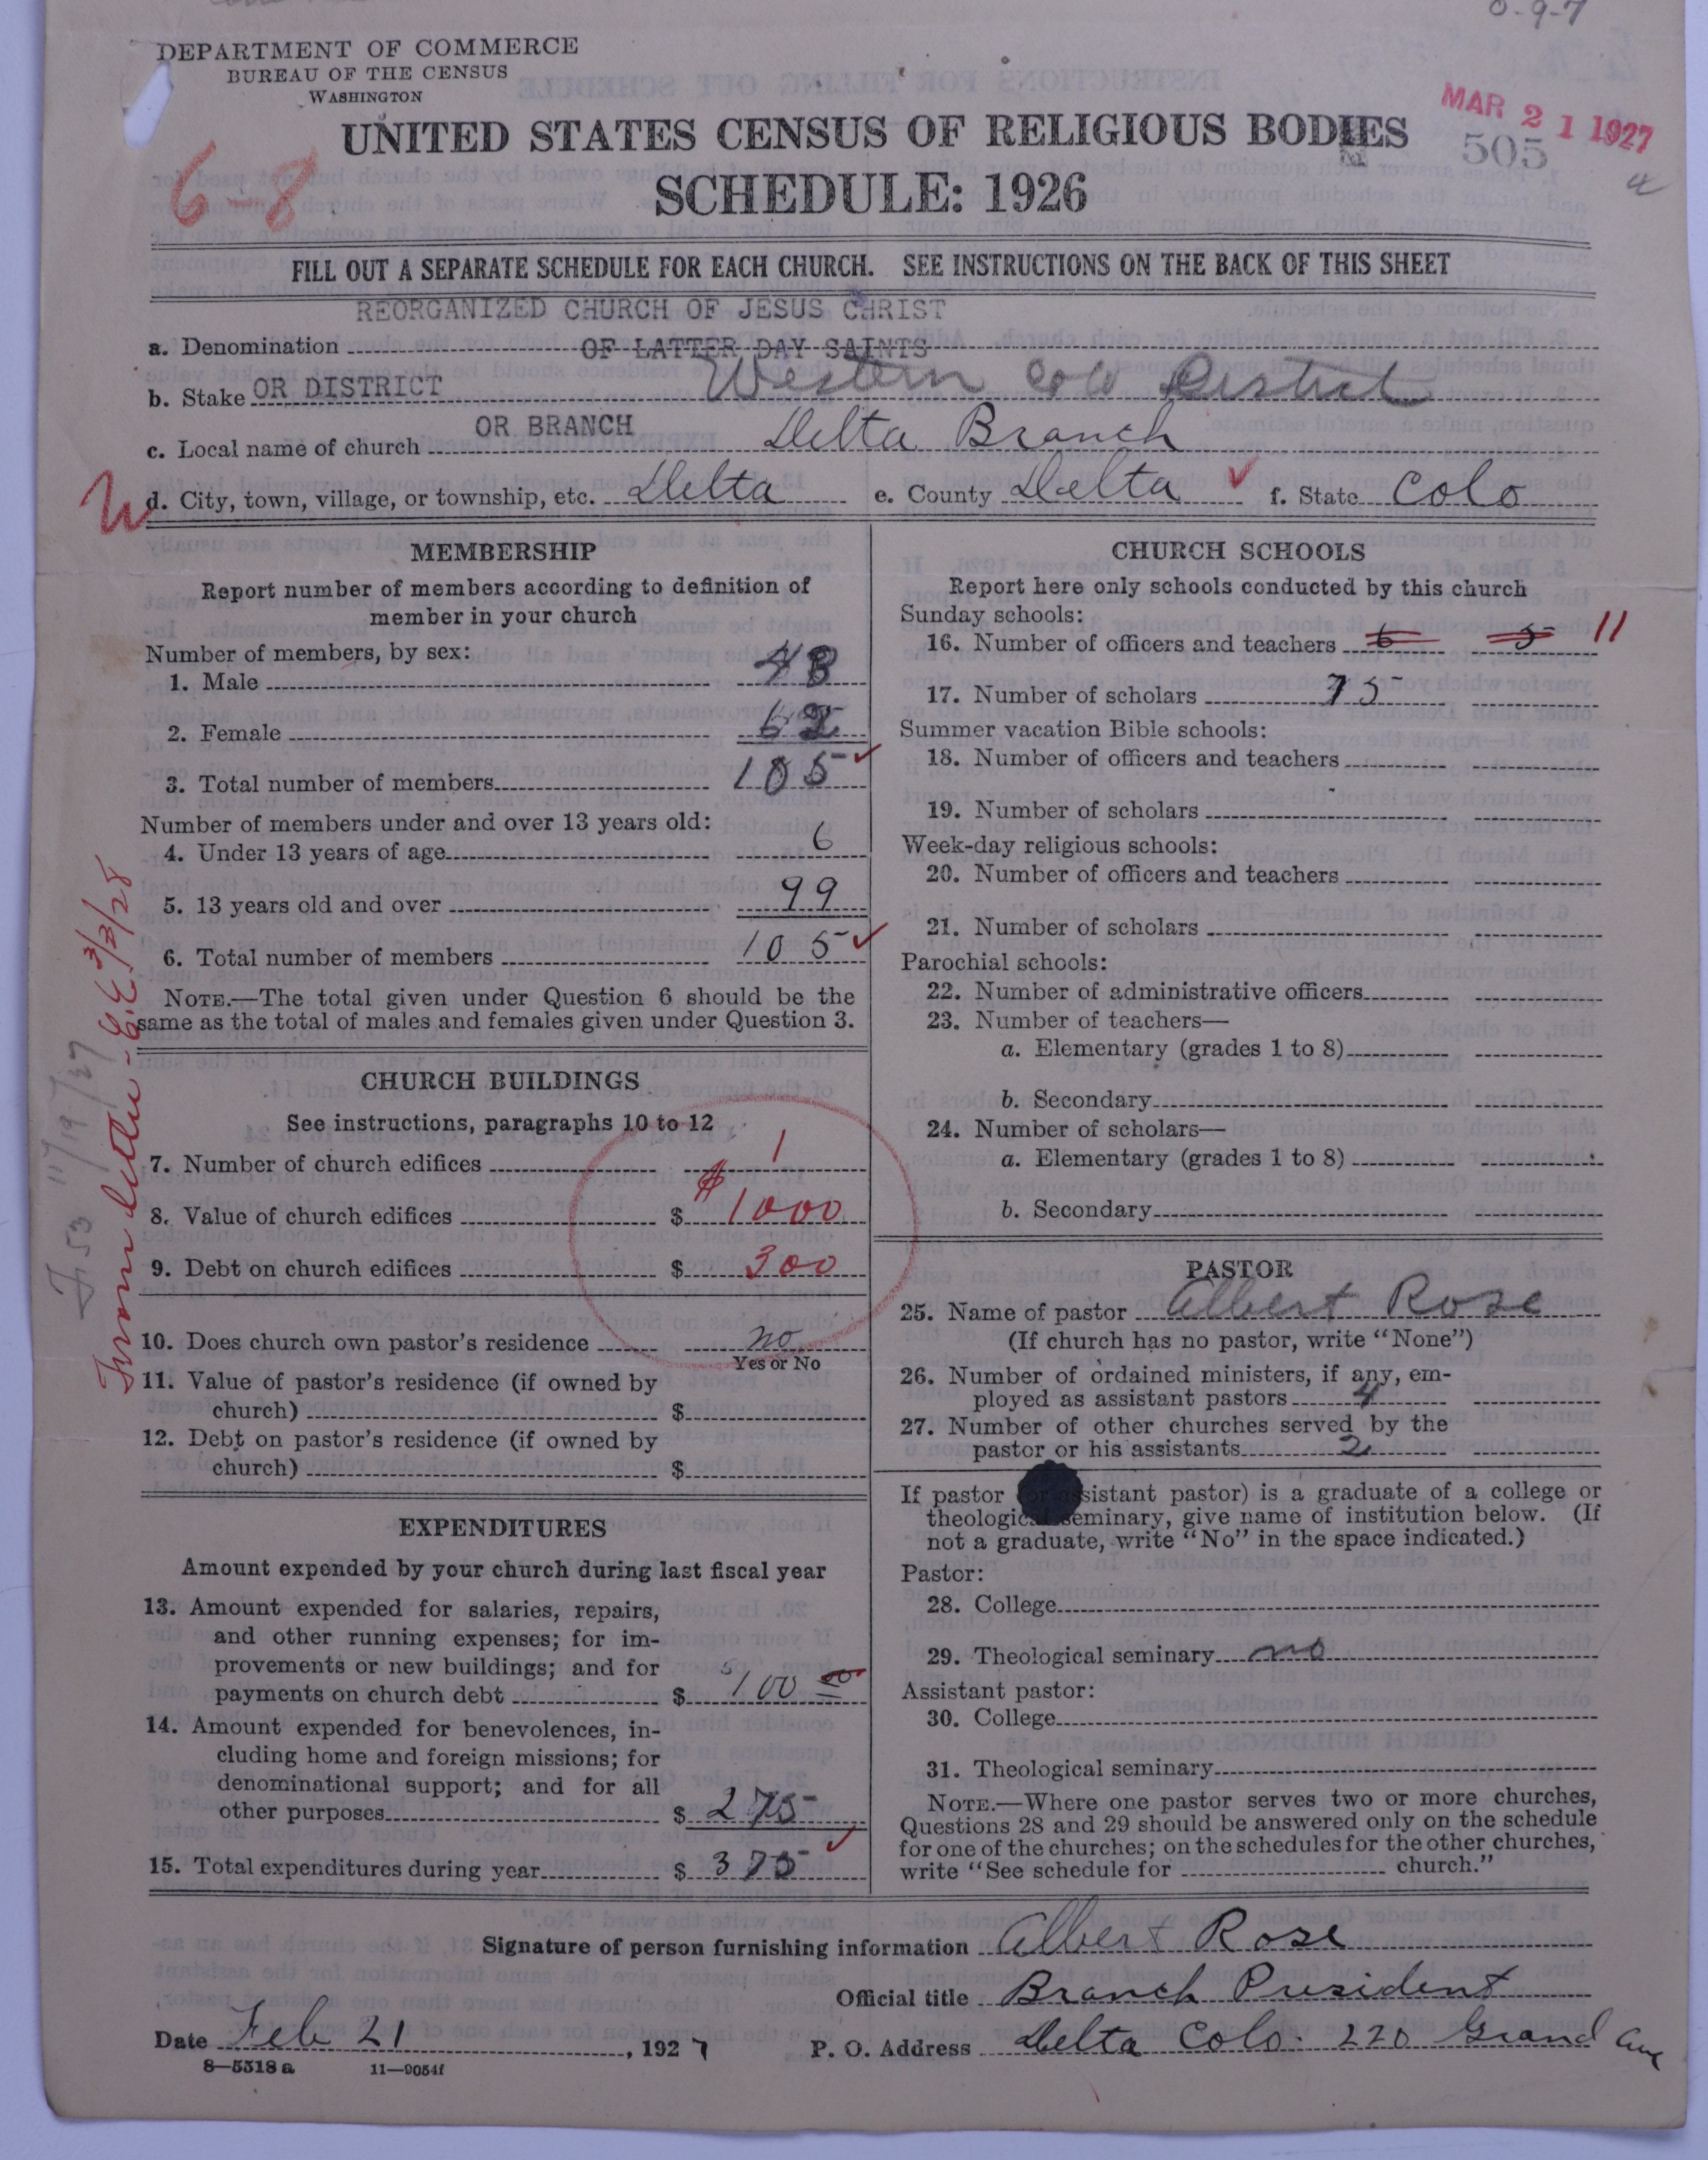 0-9-7
DEPARTMENT OF COMMERCE
BUREAU OF THE CENSUS
WASHINGTON
MAR 21 1927
505
UNITED STATES CENSUS OF RELIGIOUS BODIES
SCHEDULE: 1926
6-8
FILL OUT A SEPARATE SCHEDULE FOR EACH CHURCH. SEE INSTRUCTIONS ON THE BACK OF THIS SHEET
REORGANIZED CHURCH OF JESUS CHRIST
a. Denomination OF LATTER DAY SAINTS
b. Stake OR DISTRICT Western Colo District
c. Local name of church OR BRANCH Delta Branch
d. City, town, village, or township, etc. Delta e. County Delta f. State Colo
MEMBERSHIP
Report number of members according to definition of
member in your church
Number of members, by sex:
1. Male 43
2. Female 62
3. Total number of members 105
Number of members under and over 13 years old:
4. Under 13 years of age 6
5. 13 years old and over 99
6. Total number of members 105
NOTE.—The total given under Question 6 should be the
same as the total of males and females given under Question 3.
CHURCH BUILDINGS
See instructions, paragraphs 10 to 12
7. Number of church edifices 1
8. Value of church edifices $ $1000
9. Debt on church edifices $ 300
10. Does church own pastor's residence no
Yes or No
11. Value of pastor's residence (if owned by
church) $
12. Debt on pastor's residence (if owned by
church) $
EXPENDITURES
Amount expended by your church during last fiscal year
13. Amount expended for salaries, repairs,
and other running expenses; for im-
provements or new buildings; and for
payments on church debt $ 100 00
14. Amount expended for benevolences, in-
cluding home and foreign missions; for
denominational support; and for all
other purposes $ 275
15. Total expenditures during year $ 375
From letter - E.E. 3/3/28
F. 53 11/19/27
CHURCH SCHOOLS
Report here only schools conducted by this church
Sunday schools:
16. Number of officers and teachers 6 5 11
17. Number of scholars 75
Summer vacation Bible schools:
18. Number of officers and teachers
19. Number of scholars
Week-day religious schools:
20. Number of officers and teachers
21. Number of scholars
Parochial schools:
22. Number of administrative officers
23. Number of teachers—
a. Elementary (grades 1 to 8)
b. Secondary
24. Number of scholars—
a. Elementary (grades 1 to 8)
b. Secondary
PASTOR
25. Name of pastor Albert Rose
(If church has no pastor, write "None")
26. Number of ordained ministers, if any, em-
ployed as assistant pastors 4
27. Number of other churches served by the
pastor or his assistants 2
If pastor (or assistant pastor) is a graduate of a college or
theological seminary, give name of institution below. (If
not a graduate, write "No" in the space indicated.)
Pastor:
28. College
29. Theological seminary no
Assistant pastor:
30. College
31. Theological seminary
NOTE.—Where one pastor serves two or more churches,
Questions 28 and 29 should be answered only on the schedule
for one of the churches; on the schedules for the other churches,
write "See schedule for church."
Signature of person furnishing information Albert Rose
Official title Branch President
Date Feb 21, 1927 P. O. Address Delta Colo. 220 Grand Ave
8—5518a 11—9054f